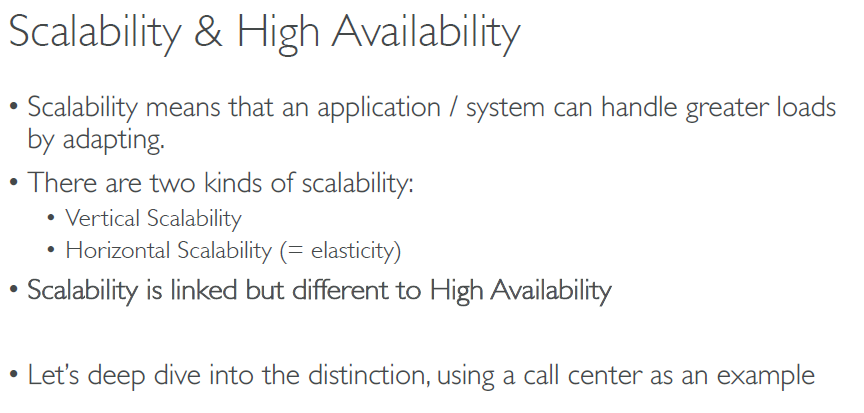 Scalability & High Availability
• Scalability means that an application / system can handle greater loads
by adapting.
• There are two kinds of scalability:
• Vertical Scalability
• Horizontal Scalability (= elasticity)
• Scalability is linked but different to High Availability
• Let's deep dive into the distinction, using a call center as an example